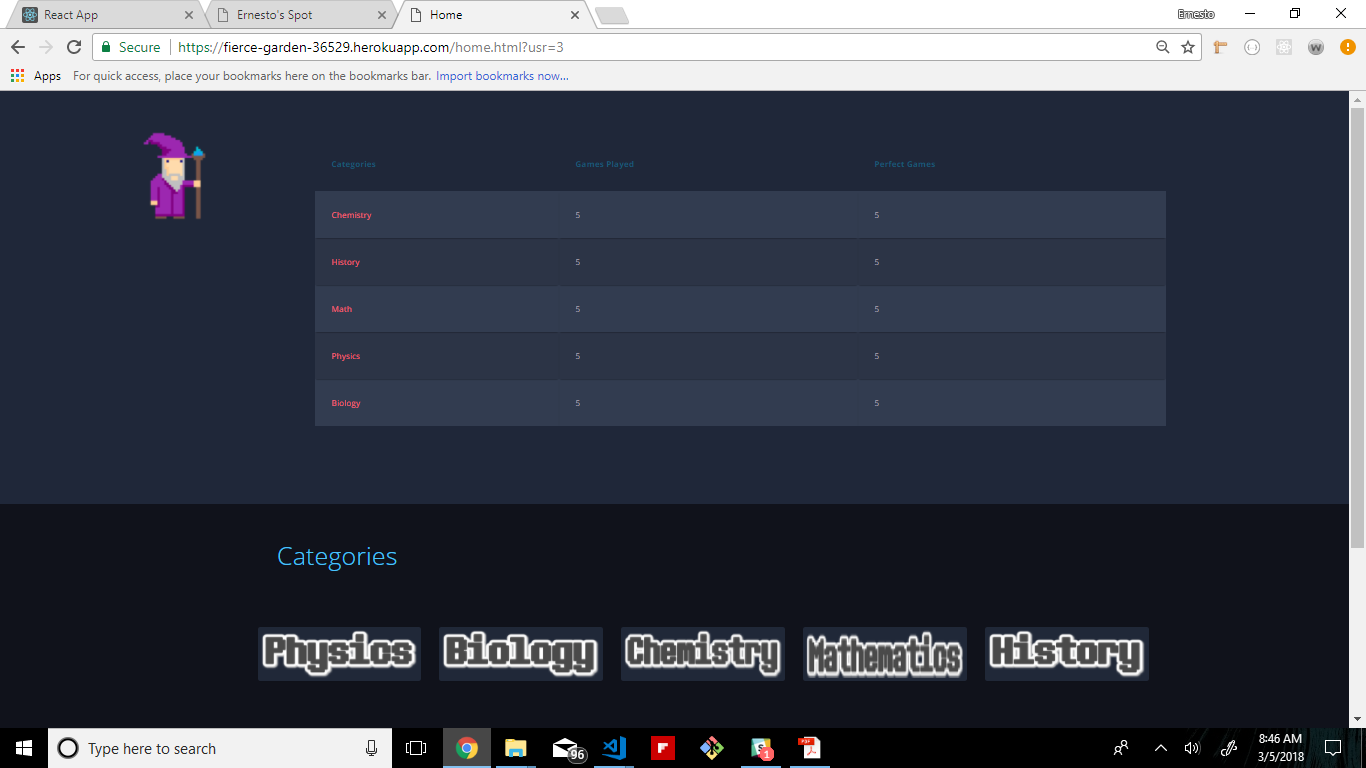 React App
Ernesto's Spot
Home
Ernesto
Secure
https://fierce-garden-36529.herokuapp.com/home.html?usr=3
Apps For quick access, place your bookmarks here on the bookmarks bar. Import bookmarks now...
Categories Games Played Perfect Games
Chemistry 5 5
History 5 5
Math 5 5
Physics 5 5
Biology 5 5
Categories
Physics Biology Chemistry Mathematics History
Type here to search
96
1
8:46 AM
3/5/2018